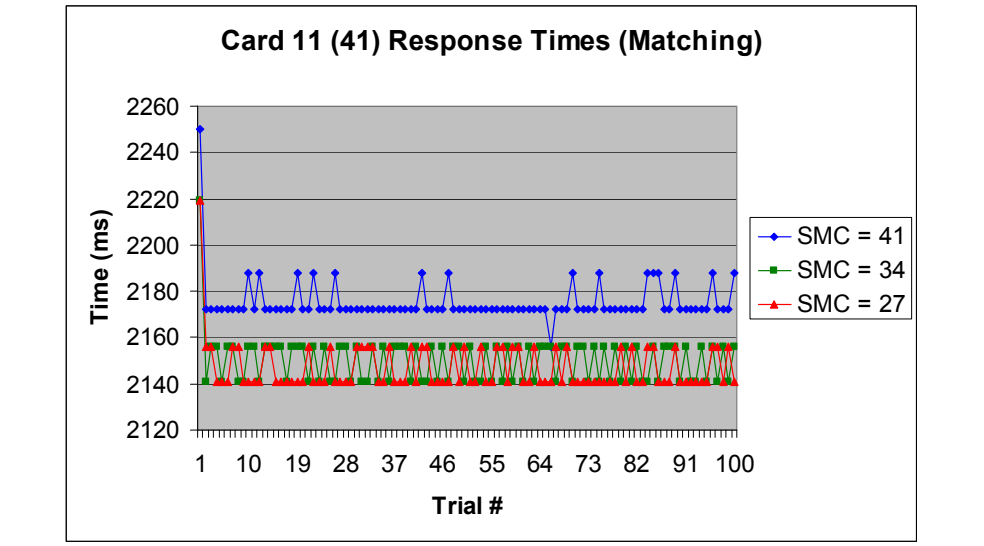 Card 11 (41) Response Times (Matching)
2260
2240
2220
2200
2180
2160
2140
2120
Time (ms)
1 10 19 28 37 46 55 64 73 82 91 100
Trial #
SMC = 41
SMC = 34
SMC = 27